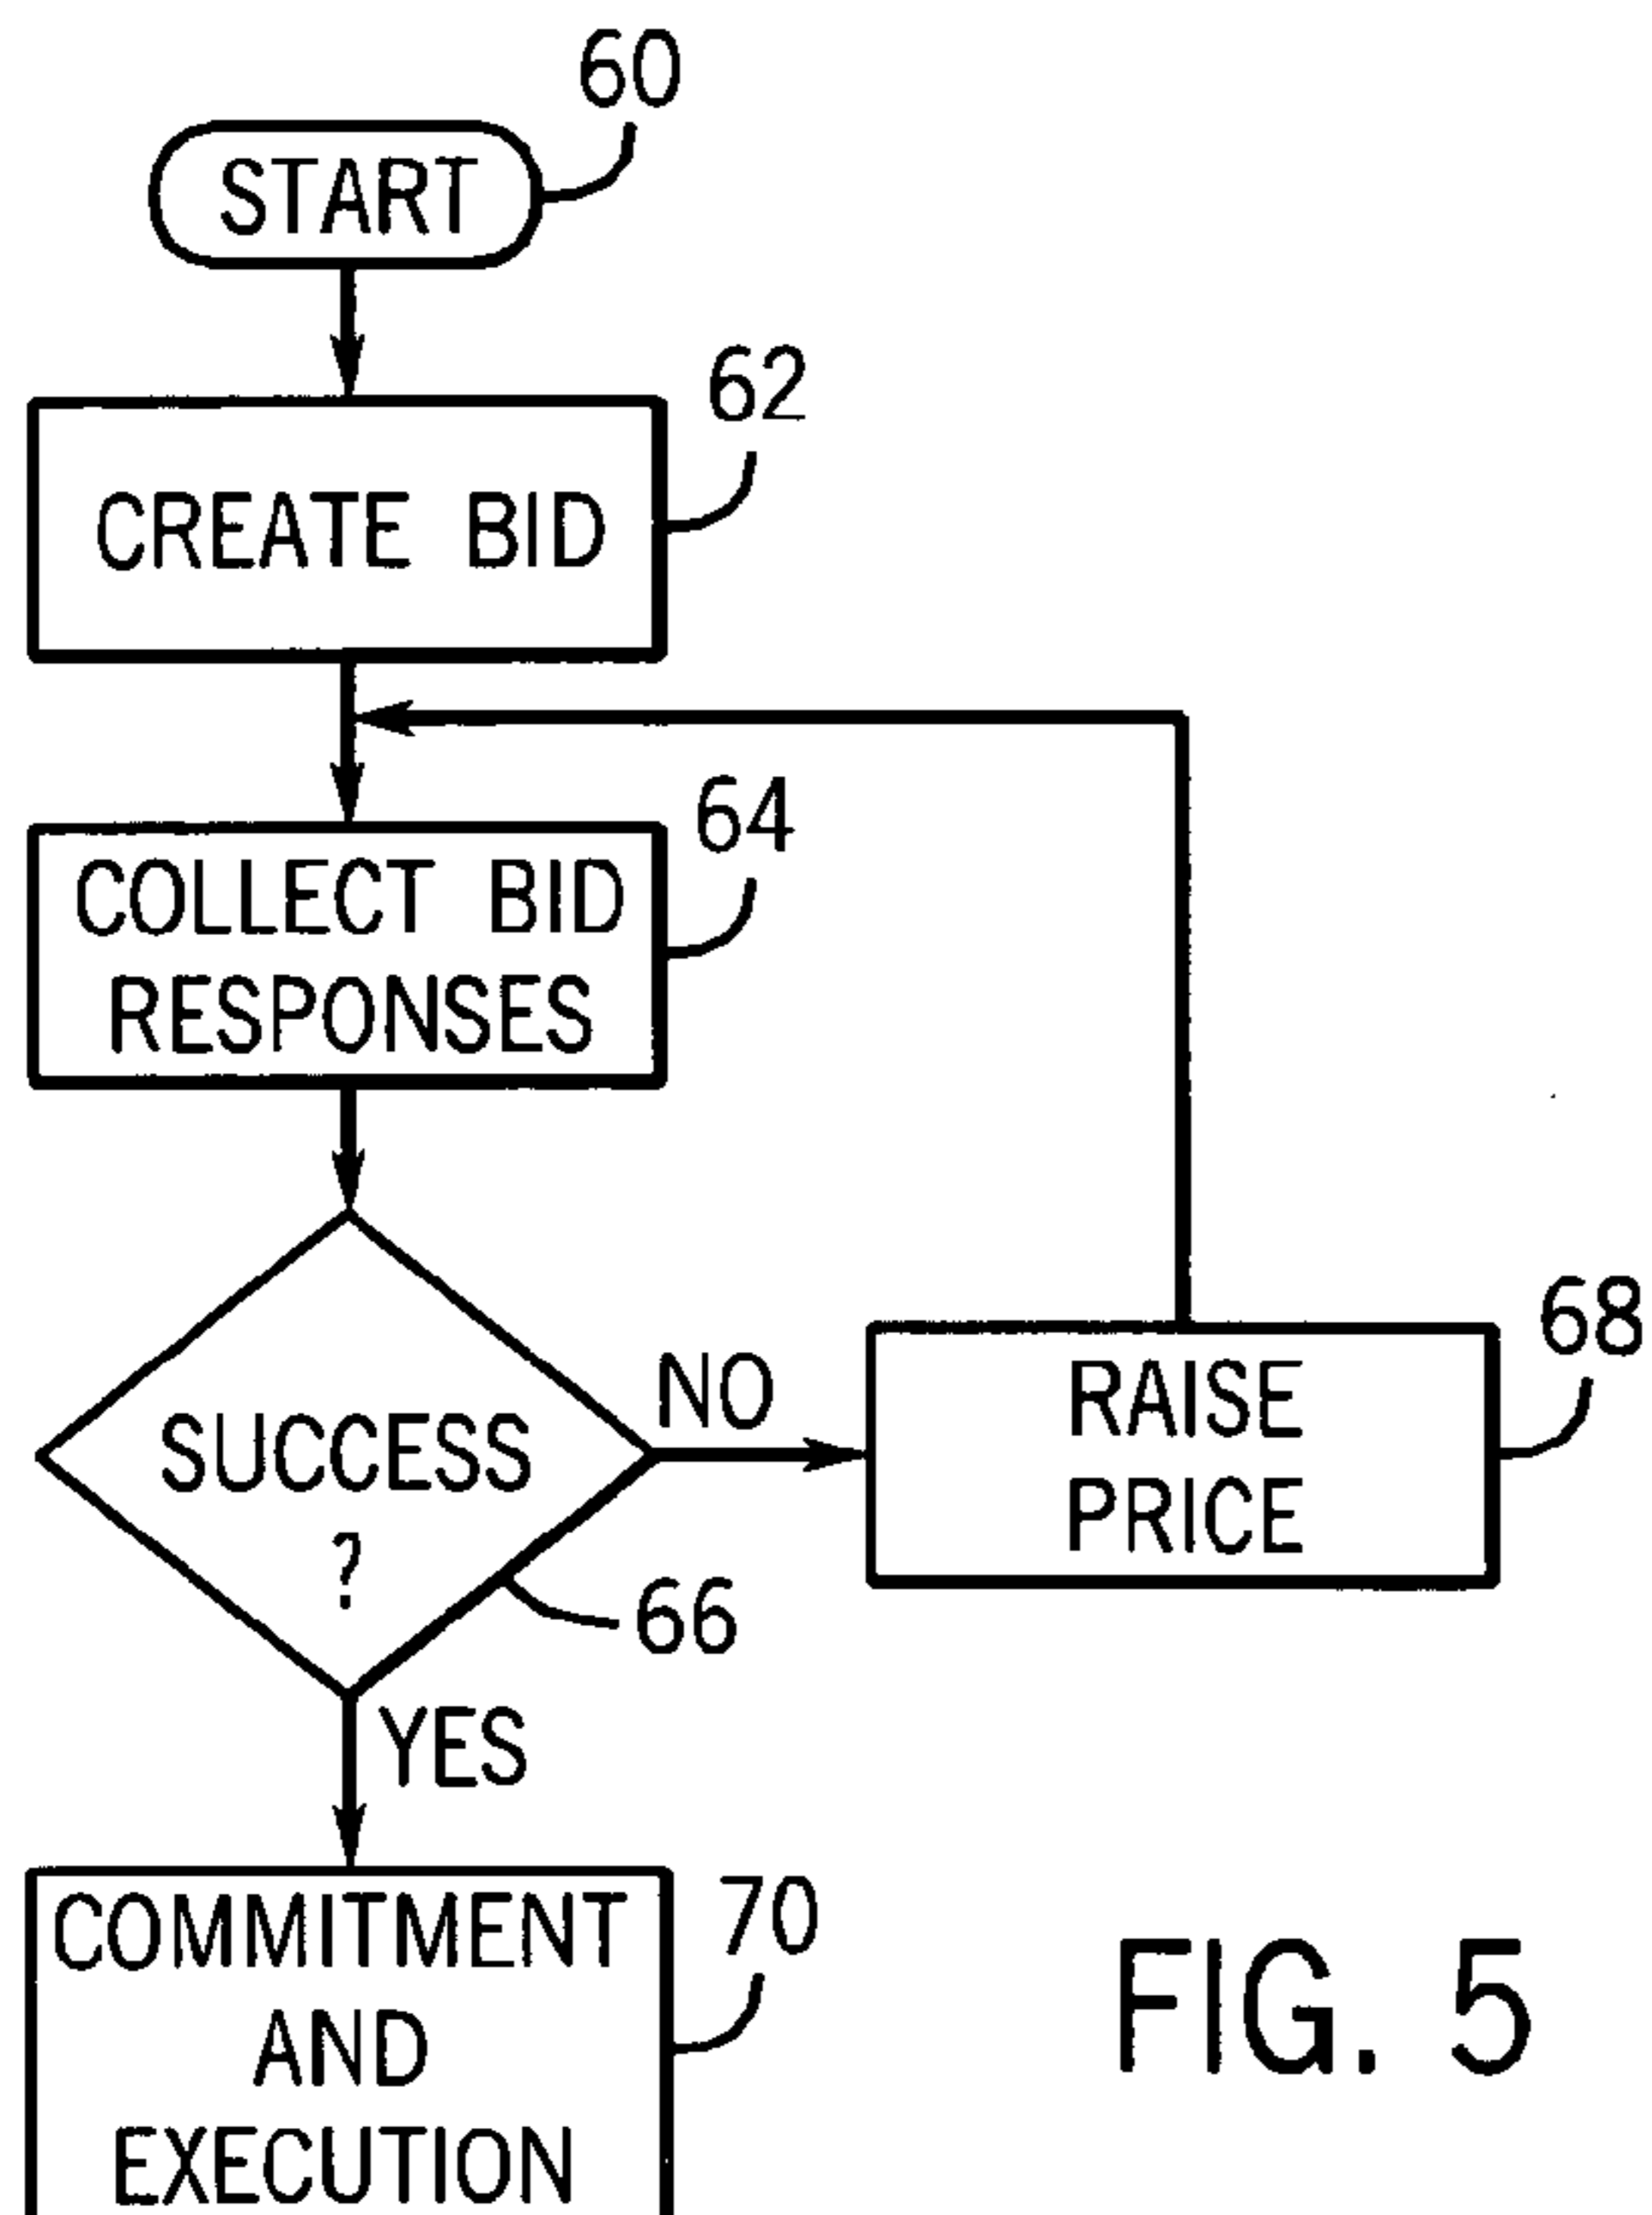 60
START
62
CREATE BID
64
COLLECT BID
RESPONSES
NO
68
RAISE
PRICE
SUCCESS
?
66
YES
70
COMMITMENT
AND
EXECUTION
FIG. 5